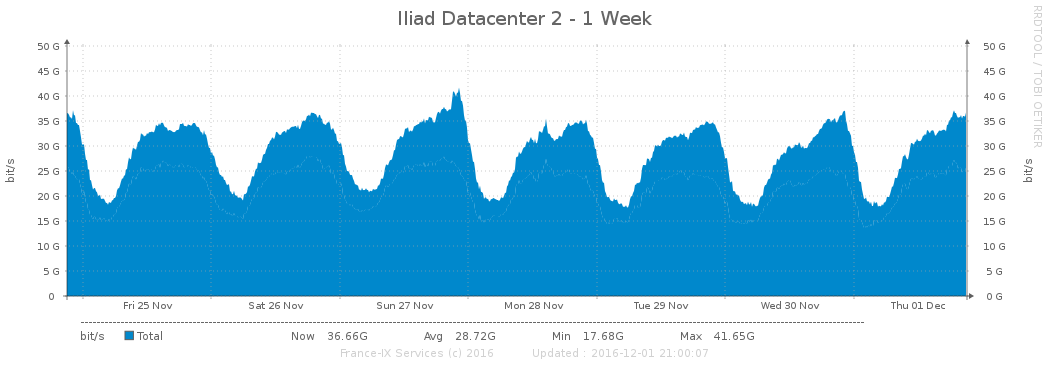 Iliad Datacenter 2 - 1 Week
RRDTOOL / TOBI OETIKER
bit/s
50 G 50 G
45 G 45 G
40 G 40 G
35 G 35 G
30 G 30 G
25 G 25 G
20 G 20 G
15 G 15 G
10 G 10 G
5 G 5 G
0 0 G
bit/s
Fri 25 Nov Sat 26 Nov Sun 27 Nov Mon 28 Nov Tue 29 Nov Wed 30 Nov Thu 01 Dec
bit/s Total Now 36.66G Avg 28.72G Min 17.68G Max 41.65G
France-IX Services (c) 2016 Updated : 2016-12-01 21:00:07